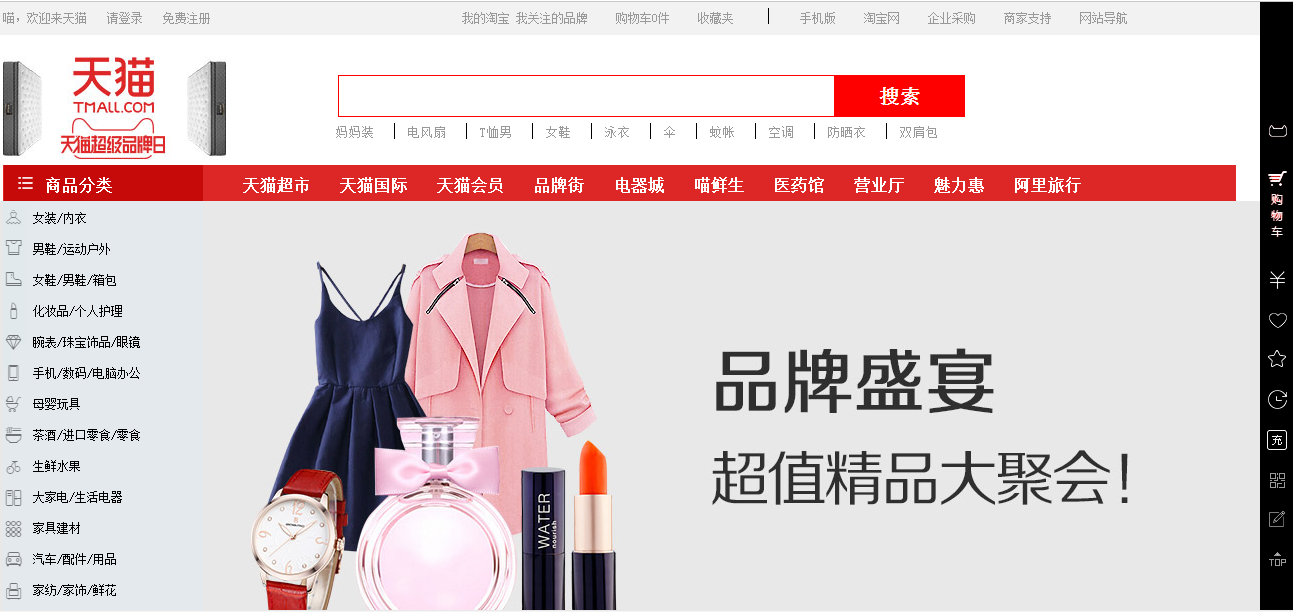 喵，欢迎来天猫 请登录 免费注册 我的淘宝 我关注的品牌 购物车0件 收藏夹 手机版 淘宝网 企业采购 商家支持 网站导航
天猫
TMALL.COM
天猫超级品牌日
搜索
妈妈装 电风扇 T恤男 女鞋 泳衣 伞 蚊帐 空调 防晒衣 双肩包
商品分类 天猫超市 天猫国际 天猫会员 品牌街 电器城 喵鲜生 医药馆 营业厅 魅力惠 阿里旅行
女装/内衣
男鞋/运动户外
女鞋/男鞋/箱包
化妆品/个人护理
腕表/珠宝饰品/眼镜
手机/数码/电脑办公
母婴玩具
茶酒/进口零食/零食
生鲜水果
大家电/生活电器
家具建材
汽车/配件/用品
家纺/家饰/鲜花
品牌盛宴
超值精品大聚会！
WATER
nourish
购物车
充
TOP